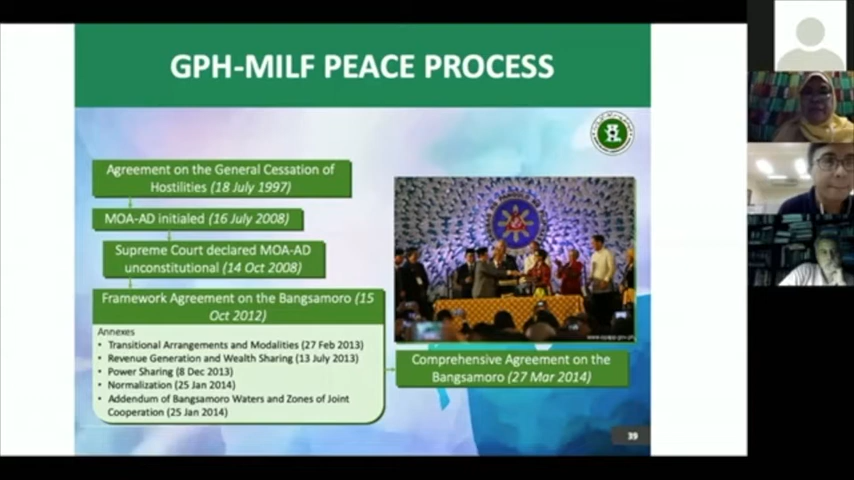 GPH-MILF PEACE PROCESS
Agreement on the General Cessation of
Hostilities (18 July 1997)
MOA-AD initialed (16 July 2008)
Supreme Court declared MOA-AD
unconstitutional (14 Oct 2008)
Framework Agreement on the Bangsamoro (15
Oct 2012)
Annexes
• Transitional Arrangements and Modalities (27 Feb 2013)
• Revenue Generation and Wealth Sharing (13 July 2013)
• Power Sharing (8 Dec 2013)
• Normalization (25 Jan 2014)
• Addendum of Bangsamoro Waters and Zones of Joint
Cooperation (25 Jan 2014)
Comprehensive Agreement on the
Bangsamoro (27 Mar 2014)
39